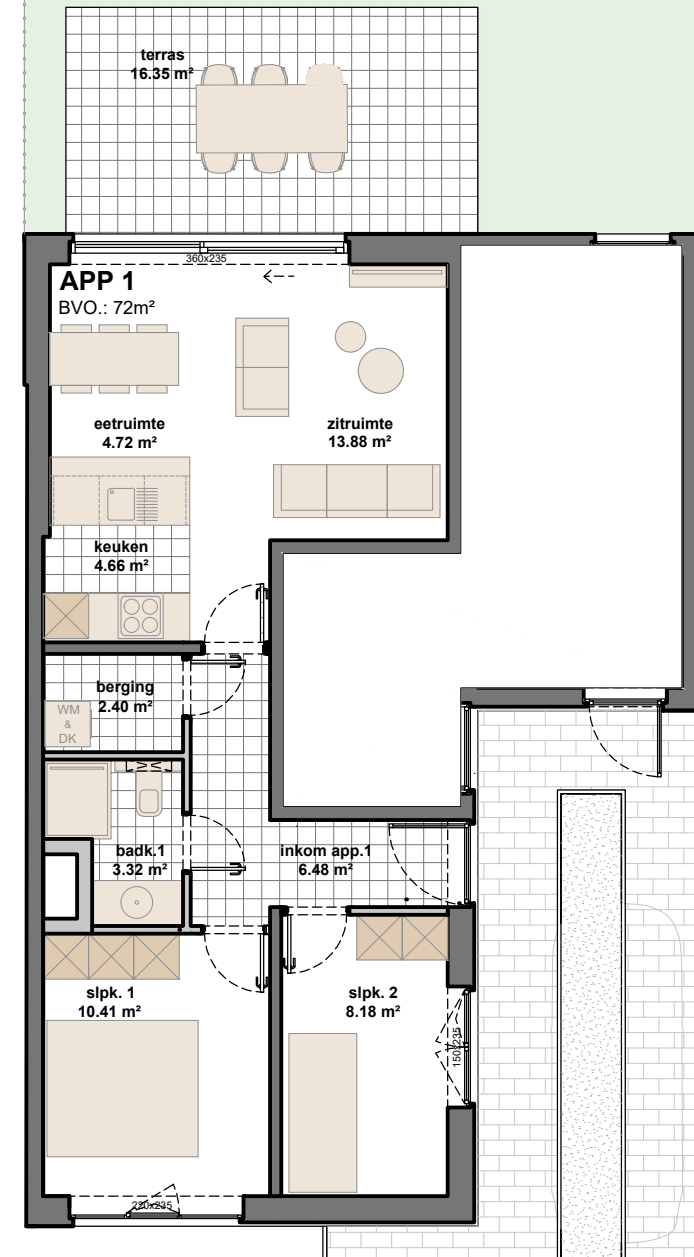 terras
16.35 m²
360x235
APP 1
BVO.: 72m²
eetruimte
4.72 m²
zitruimte
13.88 m²
keuken
4.66 m²
berging
2.40 m²
WM
&
DK
badk.1
3.32 m²
inkom app.1
6.48 m²
slpk. 1
10.41 m²
slpk. 2
8.18 m²
150x235
220x235